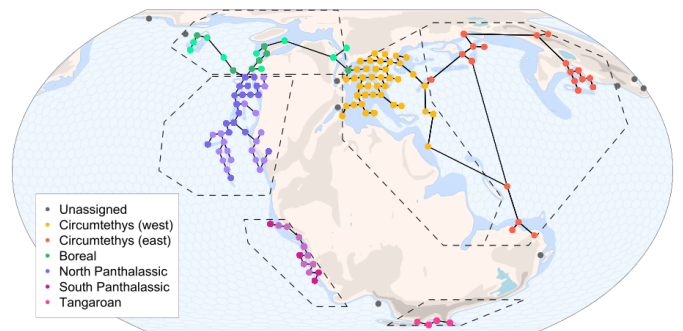 Unassigned
Circumtethys (west)
Circumtethys (east)
Boreal
North Panthalassic
South Panthalassic
Tangaroan